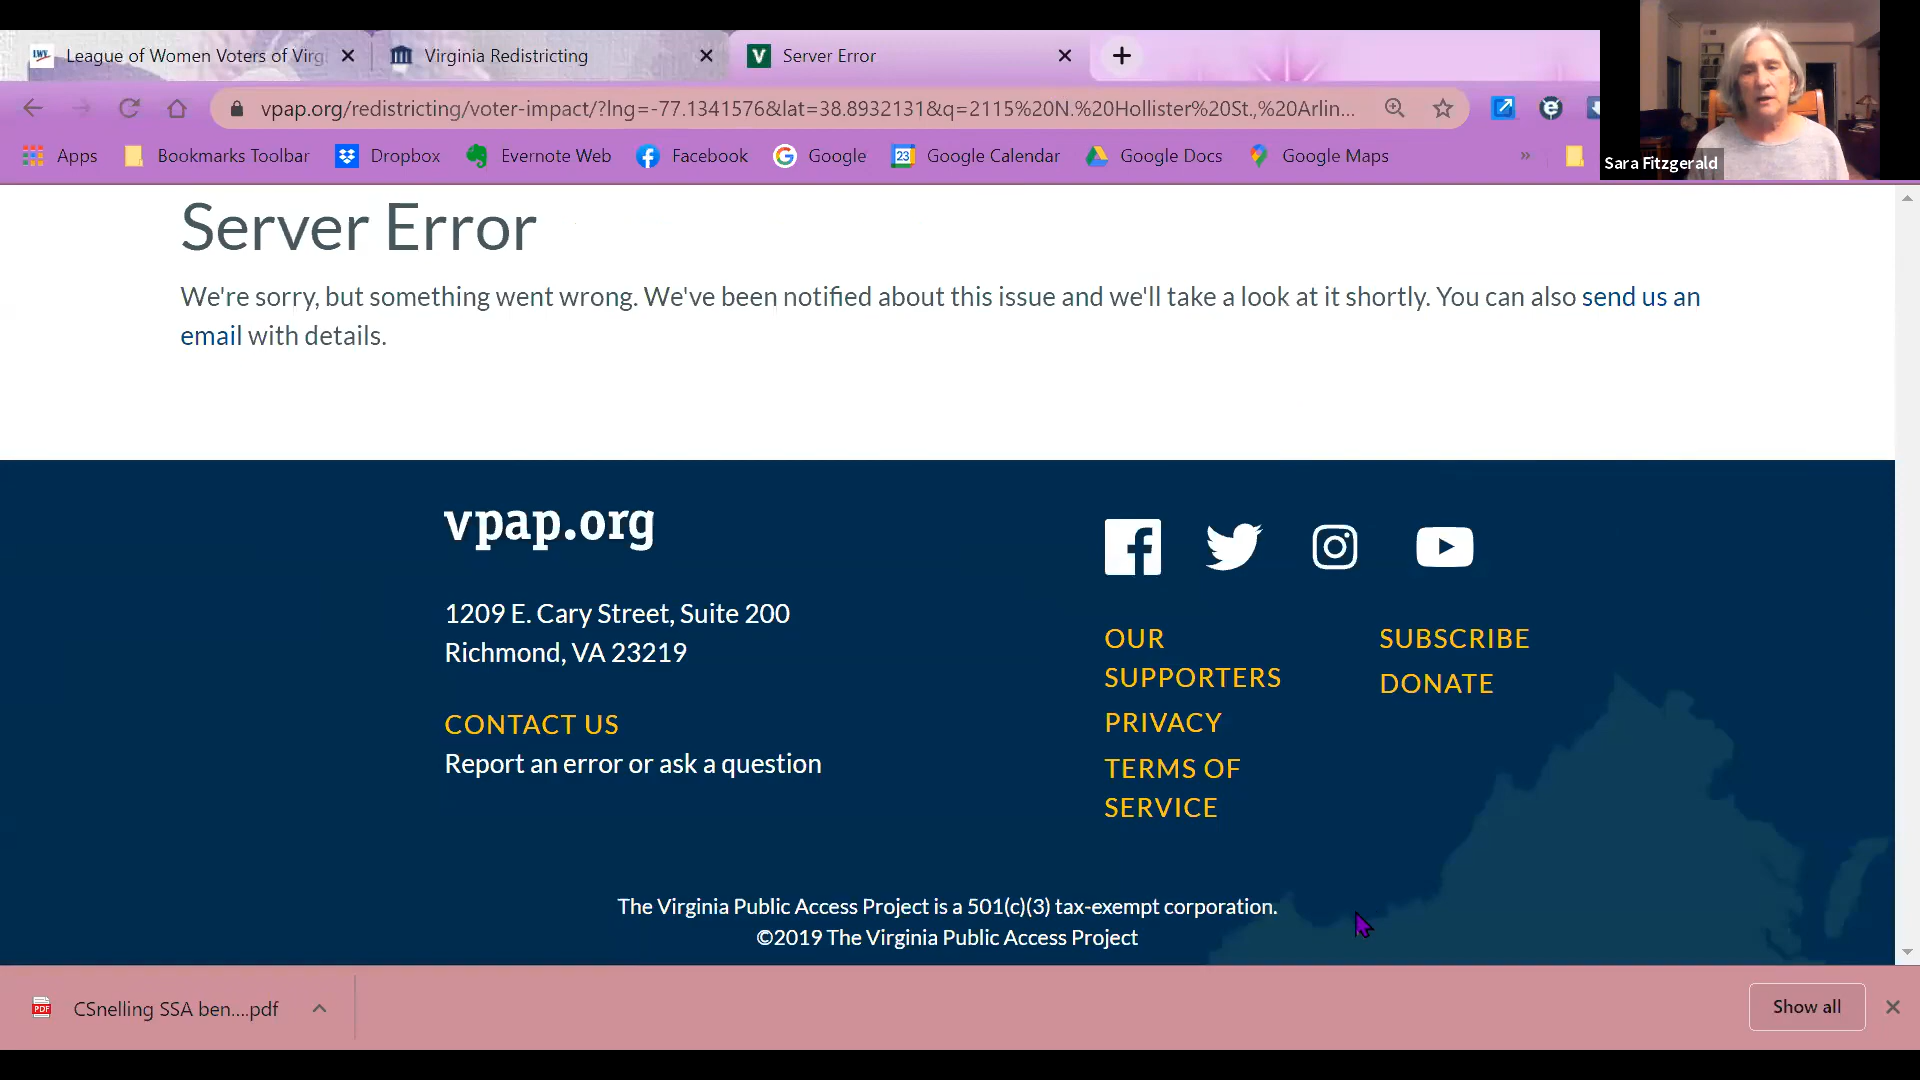 League of Women Voters of Virg
Virginia Redistricting
Server Error
vpap.org/redistricting/voter-impact/?lng=-77.1341576&lat=38.8932131&q=2115%20N.%20Hollister%20St.,%20Arlin...
Apps
Bookmarks Toolbar
Dropbox
Evernote Web
Facebook
Google
23
Google Calendar
Google Docs
Google Maps
»
Sara Fitzgerald
Server Error
We're sorry, but something went wrong. We've been notified about this issue and we'll take a look at it shortly. You can also send us an
email with details.
vpap.org
1209 E. Cary Street, Suite 200
Richmond, VA 23219
CONTACT US
Report an error or ask a question
OUR
SUPPORTERS
PRIVACY
TERMS OF
SERVICE
SUBSCRIBE
DONATE
The Virginia Public Access Project is a 501(c)(3) tax-exempt corporation.
©2019 The Virginia Public Access Project
PDF
CSnelling SSA ben....pdf
Show all